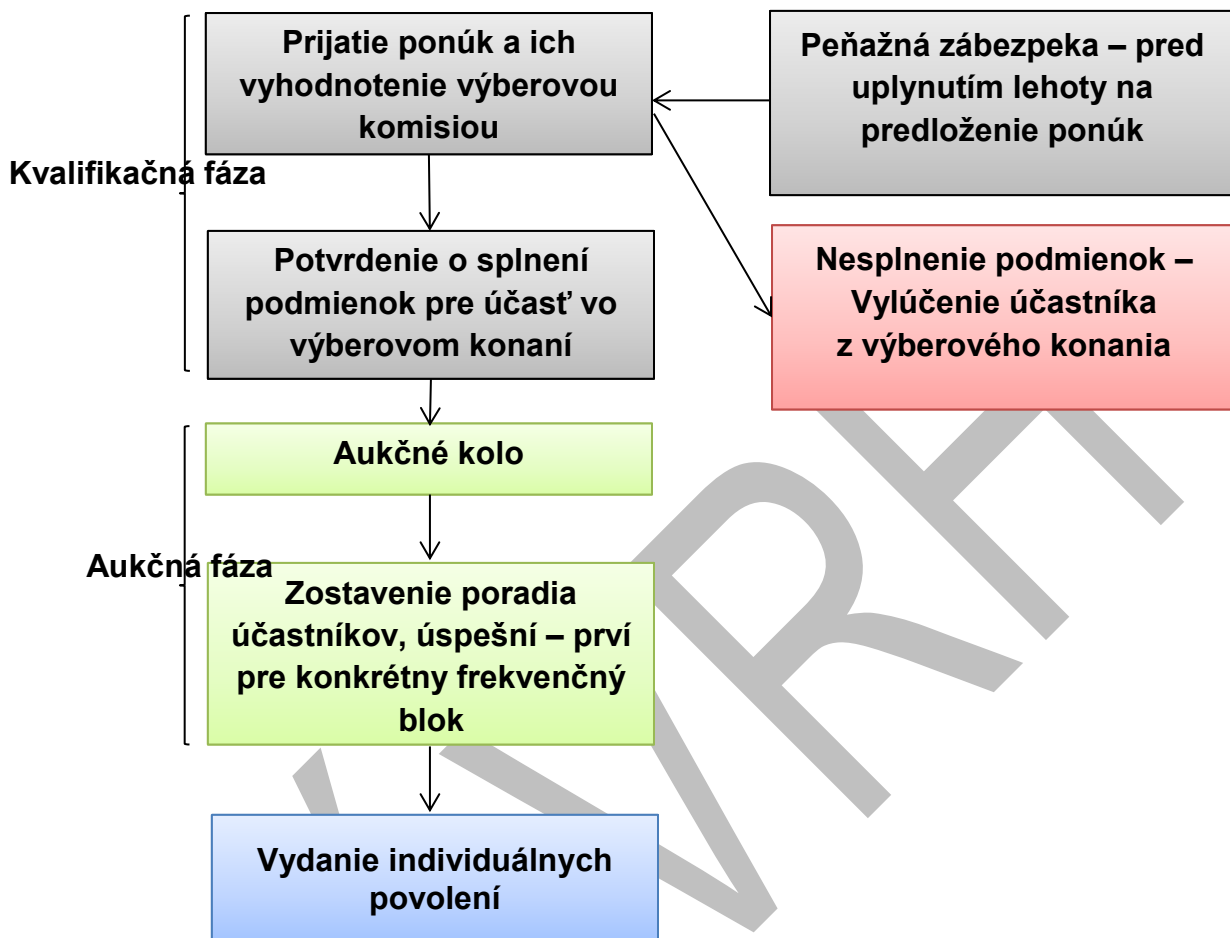 Prijatie ponúk a ich
vyhodnotenie výberovou
komisiou
Peňažná zábezpeka – pred
uplynutím lehoty na
predloženie ponúk
Kvalifikačná fáza
Potvrdenie o splnení
podmienok pre účasť vo
výberovom konaní
Nesplnenie podmienok –
Vylúčenie účastníka
z výberového konania
Aukčné kolo
Aukčná fáza
Zostavenie poradia
účastníkov, úspešní – prví
pre konkrétny frekvenčný
blok
Vydanie individuálnych
povolení